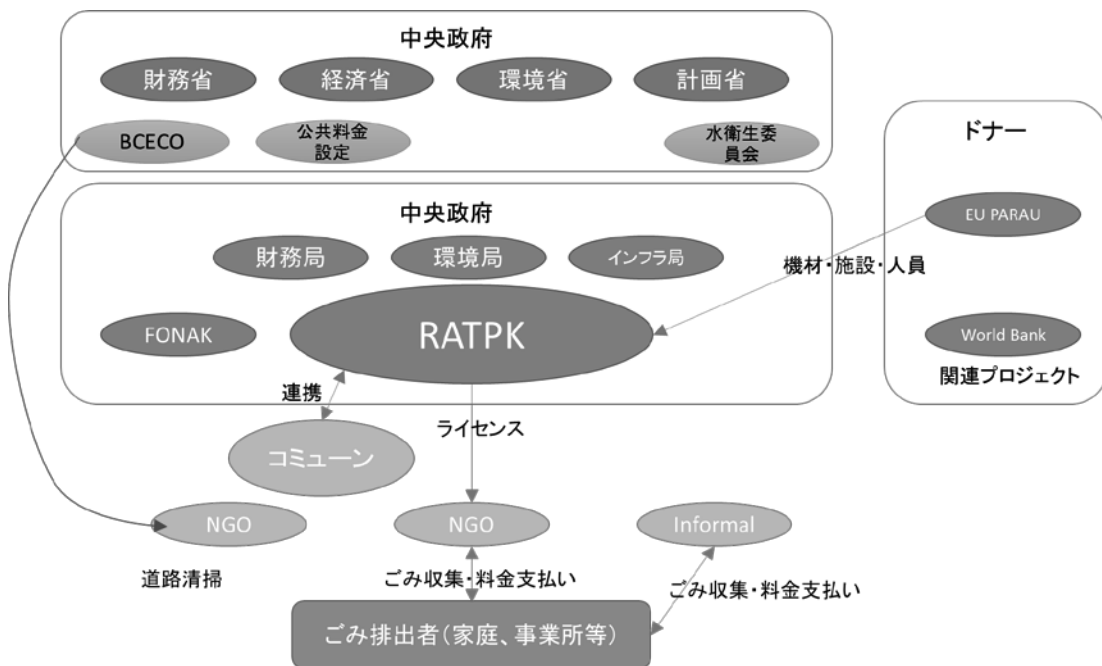 中央政府
財務省
経済省
環境省
計画省
BCECO
公共料金
設定
水衛生委
員会
ドナー
EU PARAU
World Bank
関連プロジェクト
中央政府
財務局
環境局
インフラ局
機材・施設・人員
FONAK
RATPK
連携
ライセンス
コミューン
NGO
NGO
Informal
道路清掃
ごみ収集・料金支払い
ごみ収集・料金支払い
ごみ排出者(家庭、事業所等)